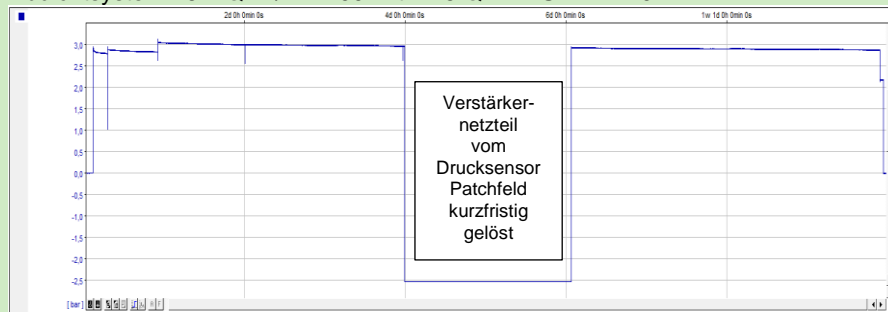 2d 0h 0min 0s 4d 0h 0min 0s 6d 0h 0min 0s 1w 1d 0h 0min 0s
3,0
2,5
2,0
1,5
1,0
0,5
0,0
-0,5
-1,0
-1,5
-2,0
-2,5
[bar]
Verstärker-
netzteil
vom
Drucksensor
Patchfeld
kurzfristig
gelöst